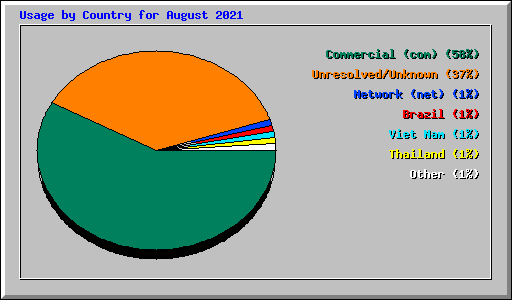 Usage by Country for August 2021
Commercial (com) (58%)
Unresolved/Unknown (37%)
Network (net) (1%)
Brazil (1%)
Viet Nam (1%)
Thailand (1%)
Other (1%)